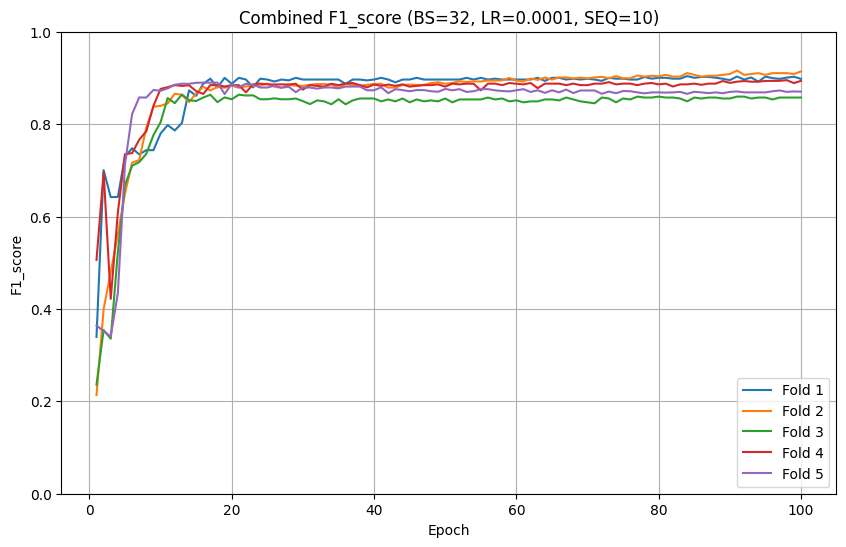 Combined F1_score (BS=32, LR=0.0001, SEQ=10)
1.0
0.8
0.6
0.4
0.2
0.0
F1_score
0 20 40 60 80 100
Epoch
Fold 1
Fold 2
Fold 3
Fold 4
Fold 5